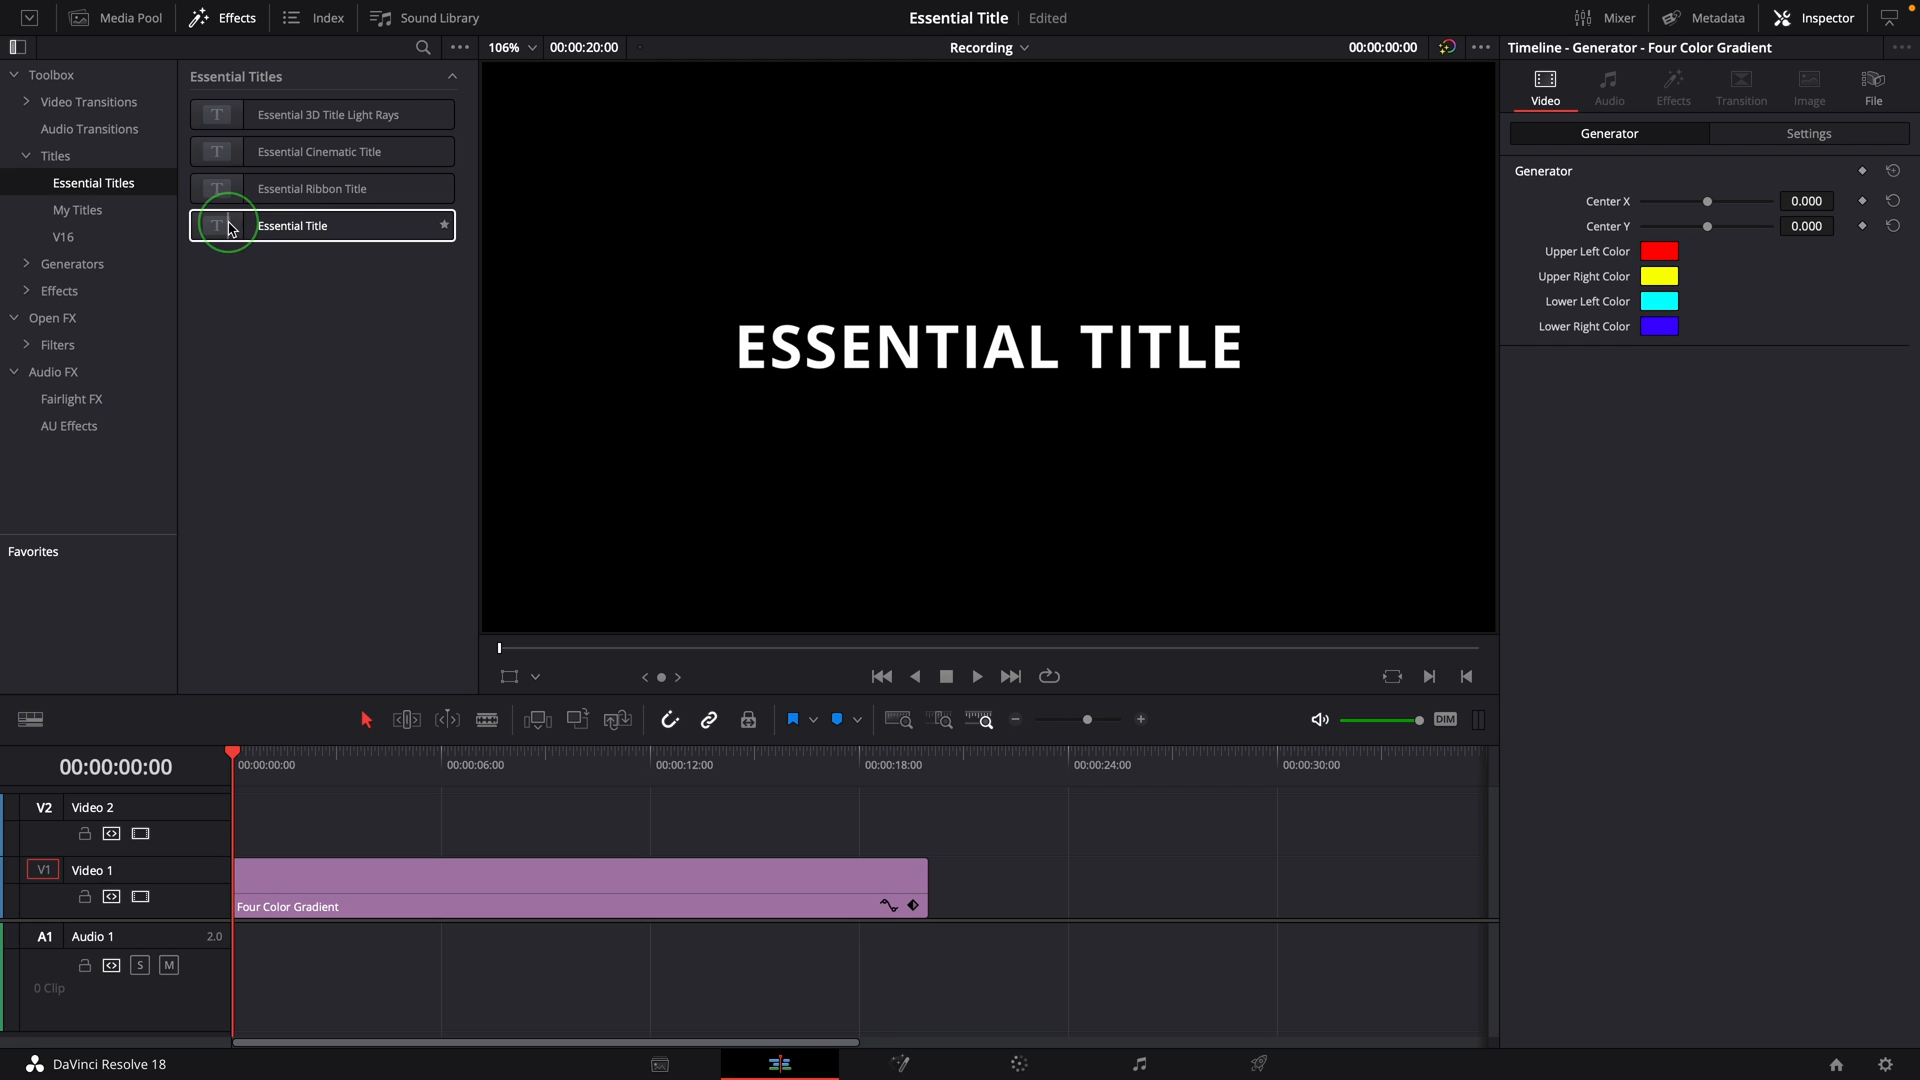 Media Pool
Effects
Index
Sound Library
Essential Title
Edited
Mixer
Metadata
Inspector
106%
00:00:20:00
Recording
00:00:00:00
Timeline - Generator - Four Color Gradient
Toolbox
Video Transitions
Audio Transitions
Titles
Essential Titles
My Titles
V16
Generators
Effects
Open FX
Filters
Audio FX
Fairlight FX
AU Effects
Favorites
Essential Titles
T Essential 3D Title Light Rays
T Essential Cinematic Title
T Essential Ribbon Title
T Essential Title
ESSENTIAL TITLE
Video
Audio
Effects
Transition
Image
File
Generator
Settings
Generator
Center X 0.000
Center Y 0.000
Upper Left Color
Upper Right Color
Lower Left Color
Lower Right Color
DIM
00:00:00:00
00:00:00:00
00:00:06:00
00:00:12:00
00:00:18:00
00:00:24:00
00:00:30:00
V2 Video 2
V1 Video 1
Four Color Gradient
A1 Audio 1 2.0
S M
0 Clip
DaVinci Resolve 18